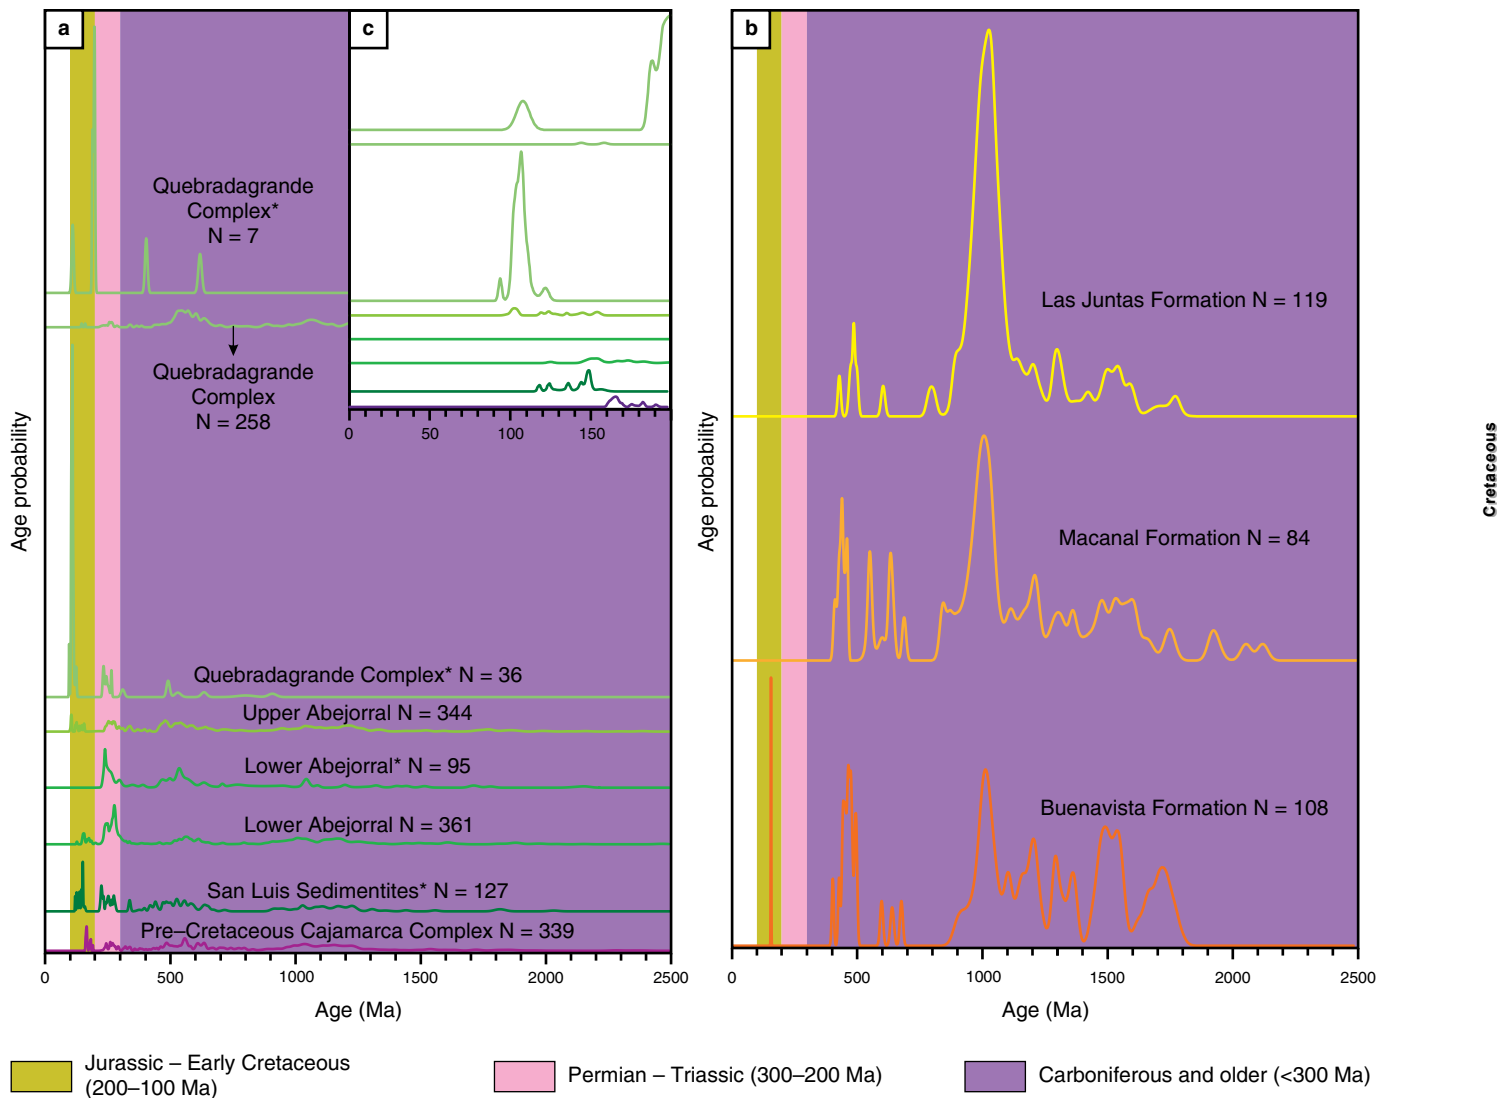 a
c
b
Quebradagrande
Complex*
N = 7
Quebradagrande
Complex
N = 258
0 50 100 150
Quebradagrande Complex* N = 36
Upper Abejorral N = 344
Lower Abejorral* N = 95
Lower Abejorral N = 361
San Luis Sedimentites* N = 127
Pre–Cretaceous Cajamarca Complex N = 339
Age probability
0 500 1000 1500 2000 2500
Age (Ma)
Las Juntas Formation N = 119
Macanal Formation N = 84
Buenavista Formation N = 108
Age probability
0 500 1000 1500 2000 2500
Age (Ma)
Cretaceous
Jurassic – Early Cretaceous
(200–100 Ma)
Permian – Triassic (300–200 Ma)
Carboniferous and older (<300 Ma)